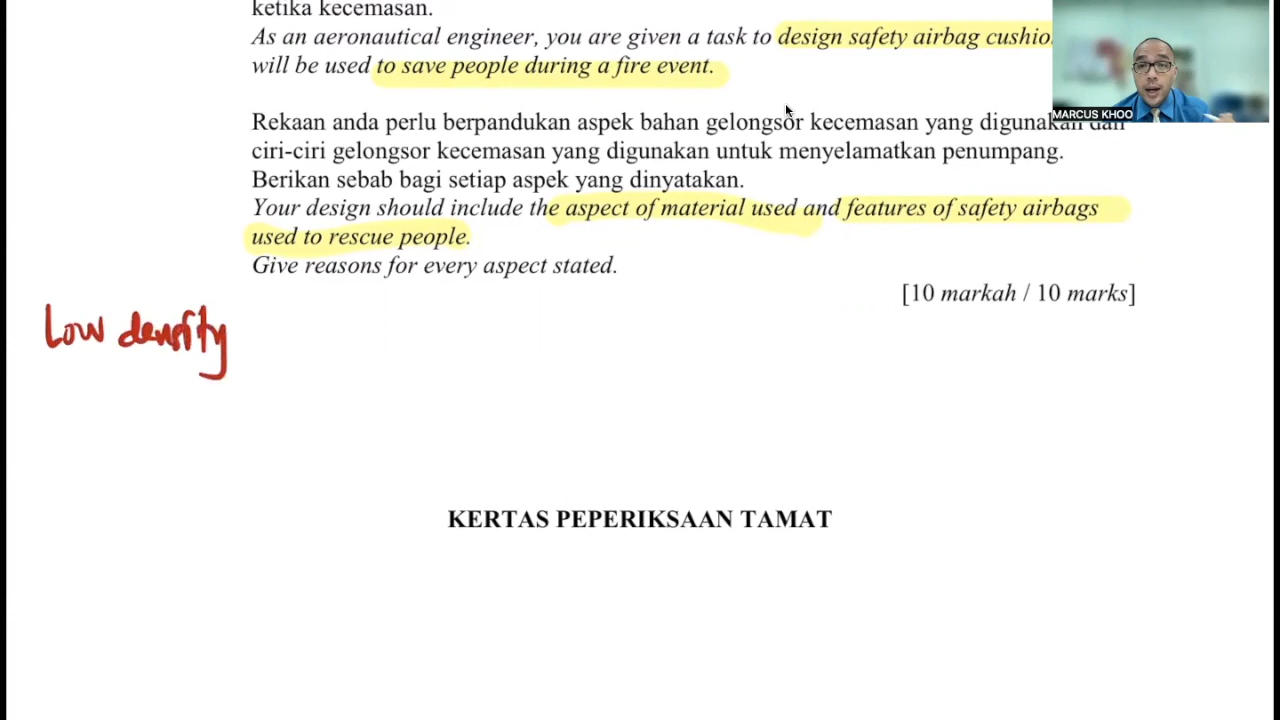 ketika kecemasan.
As an aeronautical engineer, you are given a task to design safety airbag
will be used to save people during a fire event.
MARCUS KHOO
Rekaan anda perlu berpandukan aspek bahan gelongsor kecemasan yang digunakan dan
ciri-ciri gelongsor kecemasan yang digunakan untuk menyelamatkan penumpang.
Berikan sebab bagi setiap aspek yang dinyatakan.
Your design should include the aspect of material used and features of safety airbags
used to rescue people.
Give reasons for every aspect stated.
[10 markah / 10 marks]
Low density
KERTAS PEPERIKSAAN TAMAT